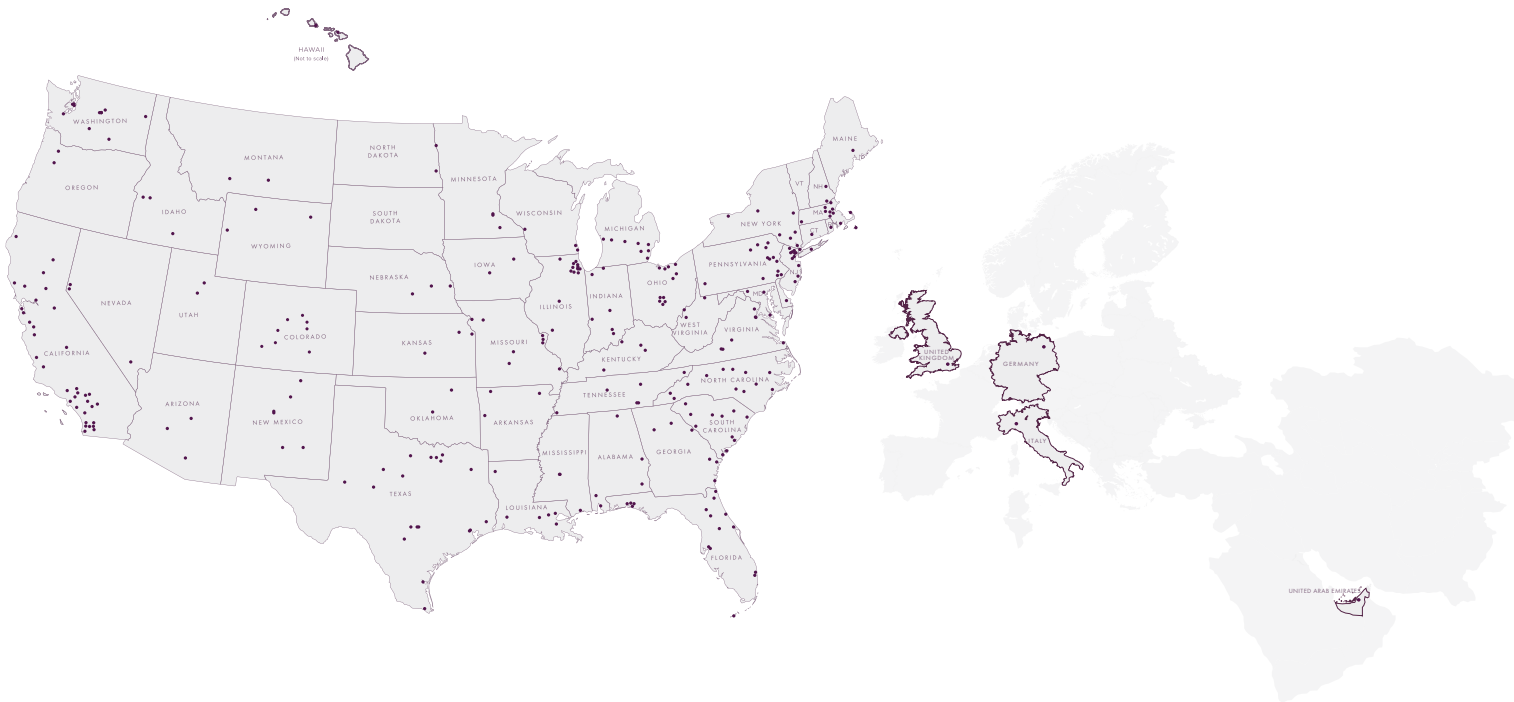 HAWAII
(Not to scale)
WASHINGTON
MONTANA
NORTH
DAKOTA
MINNESOTA
MAINE
OREGON
IDAHO
WYOMING
SOUTH
DAKOTA
WISCONSIN
MICHIGAN
VT
NH
NEW YORK
MA
CT
NEVADA
UTAH
COLORADO
NEBRASKA
IOWA
ILLINOIS
INDIANA
OHIO
PENNSYLVANIA
NJ
MD
CALIFORNIA
KANSAS
MISSOURI
KENTUCKY
WEST
VIRGINIA
VIRGINIA
ARIZONA
NEW MEXICO
OKLAHOMA
ARKANSAS
TENNESSEE
NORTH CAROLINA
SOUTH
CAROLINA
TEXAS
LOUISIANA
MISSISSIPPI
ALABAMA
GEORGIA
FLORIDA
UNITED
KINGDOM
GERMANY
ITALY
UNITED ARAB EMIRATES